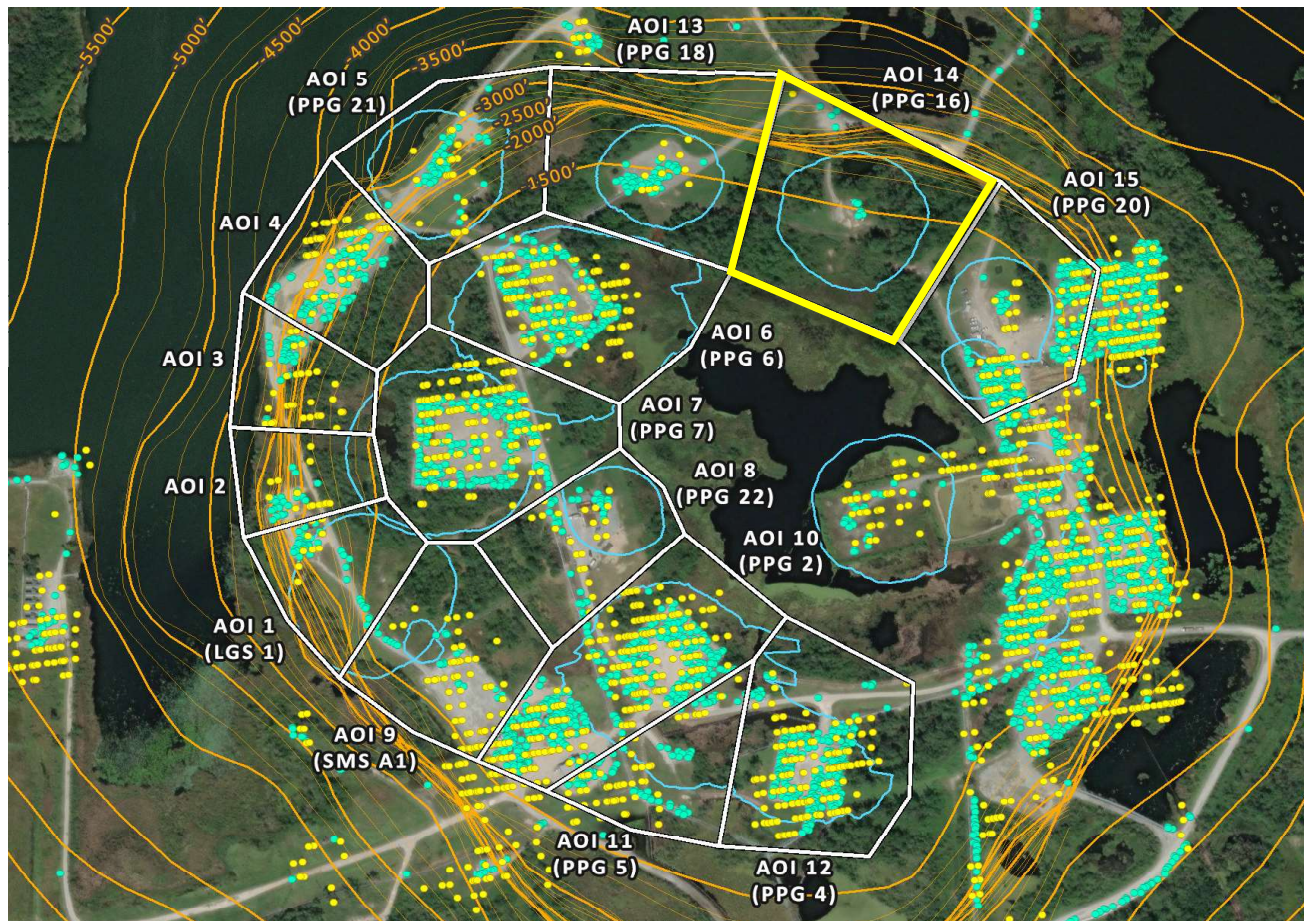 -5500'
-5000'
-4500'
-4000'
-3500'
-3000'
-2500'
-2000'
-1500'
AOI 13
(PPG 18)
AOI 14
(PPG 16)
AOI 5
(PPG 21)
AOI 15
(PPG 20)
AOI 4
AOI 3
AOI 6
(PPG 6)
AOI 7
(PPG 7)
AOI 2
AOI 8
(PPG 22)
AOI 10
(PPG 2)
AOI 1
(LGS 1)
AOI 9
(SMS A1)
AOI 11
(PPG 5)
AOI 12
(PPG 4)